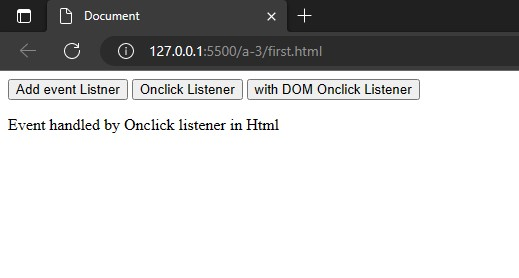 Document
127.0.0.1:5500/a-3/first.html
Add event Listner Onclick Listener with DOM Onclick Listener
Event handled by Onclick listener in Html